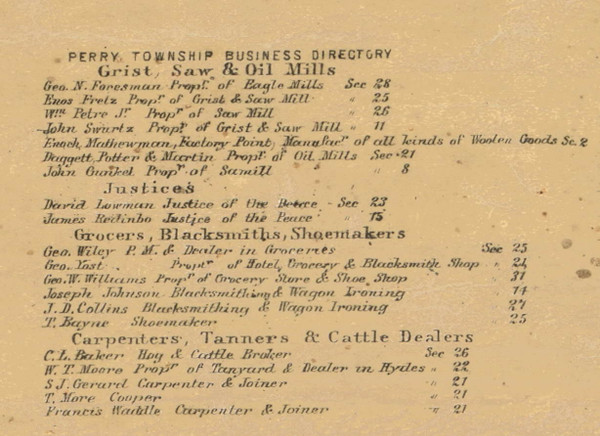 PERRY TOWNSHIP BUSINESS DIRECTORY
Grist, Saw & Oil Mills
Geo. N. Foresman Propr. of Eagle Mills Sec 28
Enos Fretz Propr. of Grist & Saw Mill " 25
Wm Petre Jr. Propr of Saw Mill " 26
John Swartz Propr of Grist & Saw Mill " 11
Enoch Mathewman, Factory Point, Manufacr of all kinds of Woolen Goods Sc. 2
Daggett, Potter & Martin Propr of Oil Mills Sec 21
John Propr of Samill " 8
Justices
David Lowman Justice of the Peece Sec 23
James Redinbo Justice of the Peace " 15
Grocers, Blacksmiths, Shoemakers
Geo. Wiley P. M. & Dealer in Groceries Sec 25
Geo. Yost Propr of Hotel, Grocery & Blacksmith Shop " 24
Geo. W. Williams Propr of Grocery Store & Shoe Shop " 31
Joseph Johnson Blacksmithing & Wagon Ironing " 14
J. D. Collins Blacksmithing & Wagon Ironing " 27
T. Bayne Shoemaker " 25
Carpenters, Tanners & Cattle Dealers
C. L. Baker Hog & Cattle Broker Sec 26
W. T. Moore Propr of Tanyard & Dealer in Hydes " 22
S. J. Gerard Carpenter & Joiner " 21
T. More Cooper " 21
Francis Waddle Carpenter & Joiner " 21